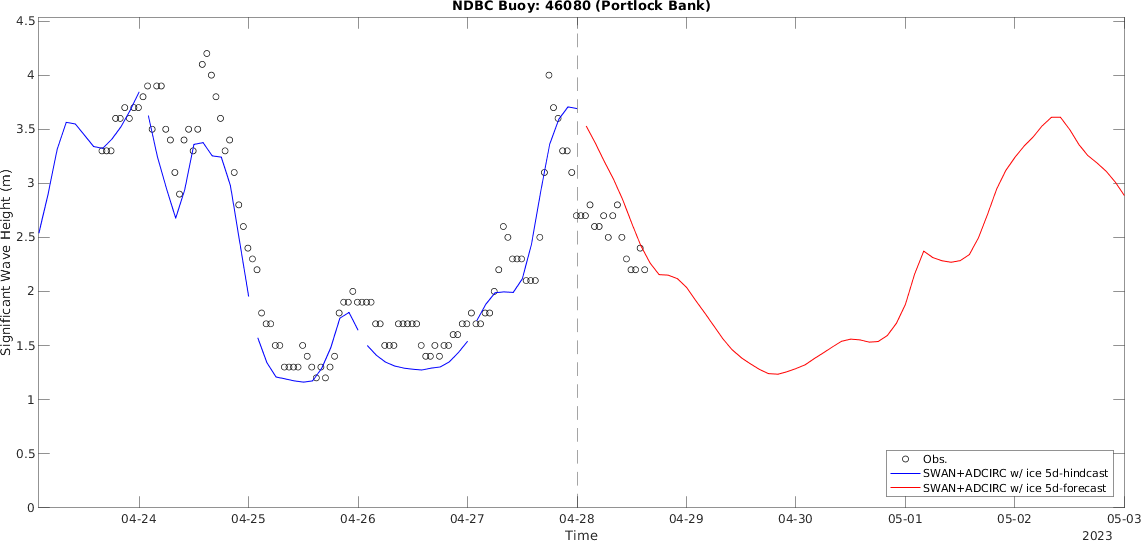 NDBC Buoy: 46080 (Portlock Bank)
4.5
4
3.5
3
2.5
2
1.5
1
0.5
0
Significant Wave Height (m)
Obs.
SWAN+ADCIRC w/ ice 5d-hindcast
SWAN+ADCIRC w/ ice 5d-forecast
04-24 04-25 04-26 04-27 04-28 04-29 04-30 05-01 05-02 05-03
Time
2023